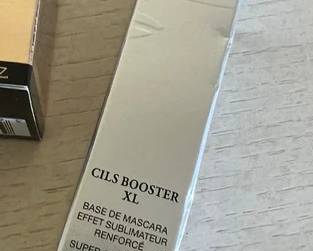 Z
CILS BOOSTER
XL
BASE DE MASCARA
EFFET SUBLIMATEUR
RENFORCÉ